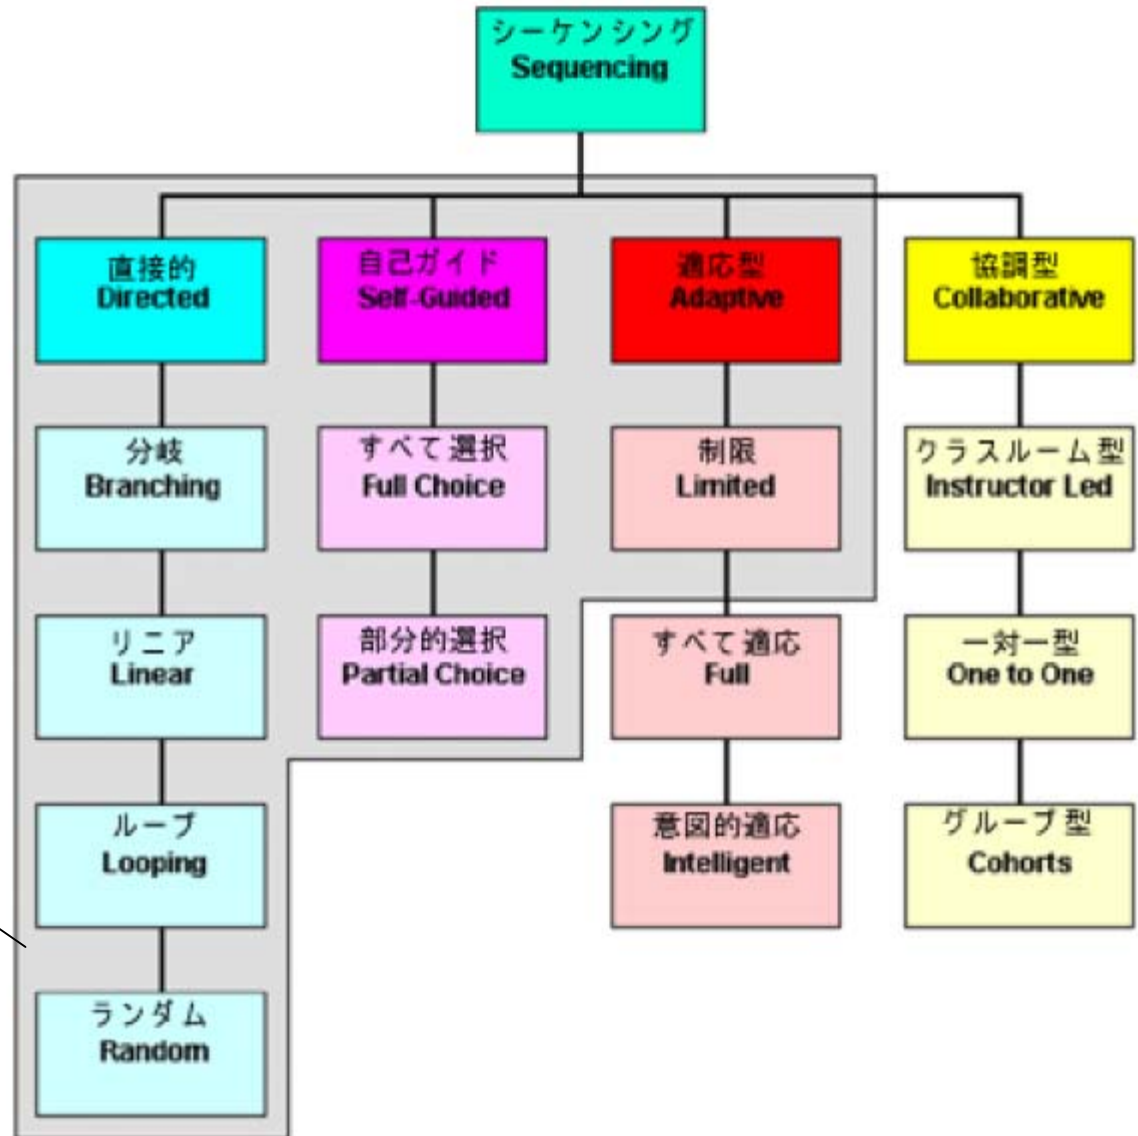 シーケンシング
Sequencing
直接的
Directed
自己ガイド
Self-Guided
適応型
Adaptive
協調型
Collaborative
分岐
Branching
すべて選択
Full Choice
制限
Limited
クラスルーム型
Instructor Led
リニア
Linear
部分的選択
Partial Choice
すべて適応
Full
一対一型
One to One
ループ
Looping
意図的適応
Intelligent
グループ型
Cohorts
ランダム
Random